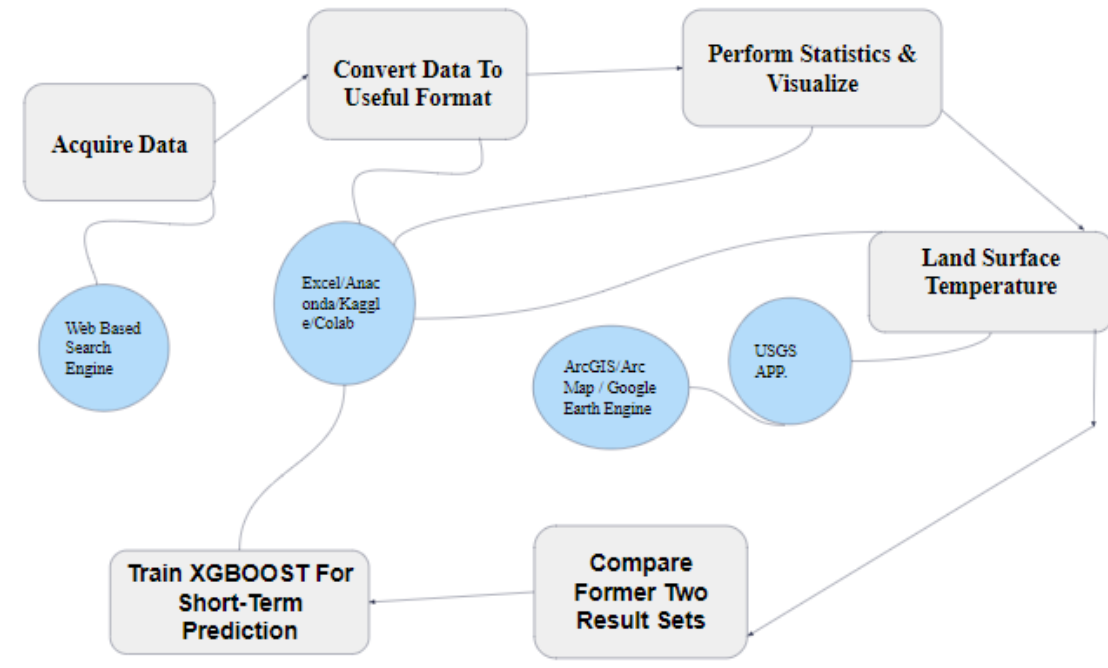 Acquire Data
Convert Data To
Useful Format
Perform Statistics &
Visualize
Land Surface
Temperature
Web Based
Search
Engine
Excel/Anac
onda/Kaggl
e/Colab
ArcGIS/Arc
Map / Google
Earth Engine
USGS
APP.
Compare
Former Two
Result Sets
Train XGBOOST For
Short-Term
Prediction